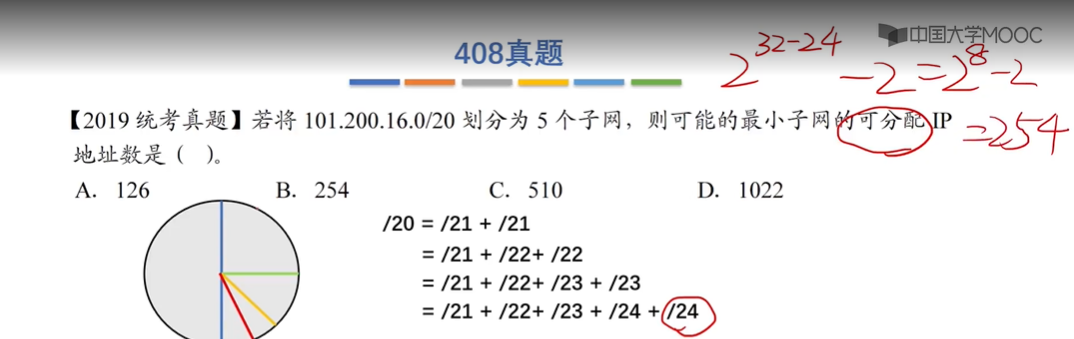 中国大学MOOC
408真题
2^{32-24} -2=2^8-2
=254
【2019 统考真题】若将 101.200.16.0/20 划分为 5 个子网，则可能的最小子网的可分配 IP
地址数是（ ）。
A. 126 B. 254 C. 510 D. 1022
/20 = /21 + /21
= /21 + /22+ /22
= /21 + /22+ /23 + /23
= /21 + /22+ /23 + /24 + /24